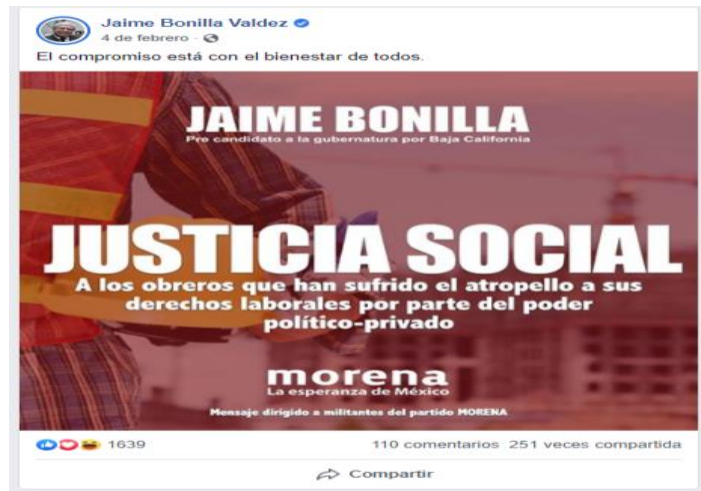 Jaime Bonilla Valdez
4 de febrero ·
El compromiso está con el bienestar de todos.
JAIME BONILLA
Pre candidato a la gubernatura por Baja California
JUSTICIA SOCIAL
A los obreros que han sufrido el atropello a sus
derechos laborales por parte del poder
político-privado
morena
La esperanza de México
Mensaje dirigido a militantes del partido MORENA
1639
110 comentarios 251 veces compartida
Compartir